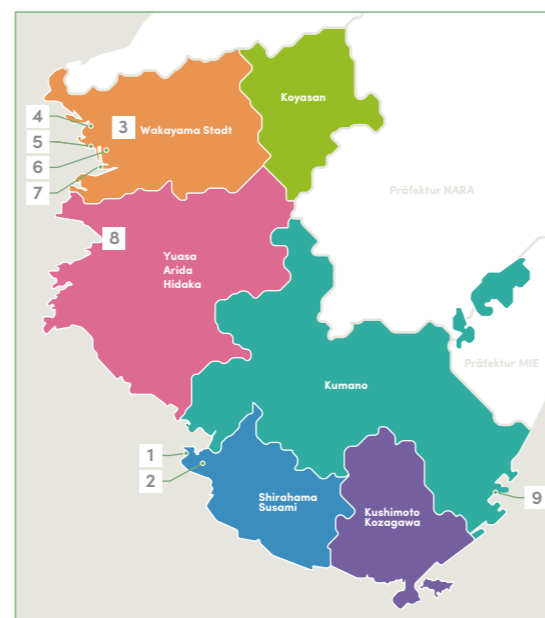 Koyasan
4
3
Wakayama Stadt
5
6
7
Präfektur NARA
8
Yuasa
Arida
Hidaka
Präfektur MIE
Kumano
1
2
Shirahama
Susami
Kushimoto
Kozagawa
9